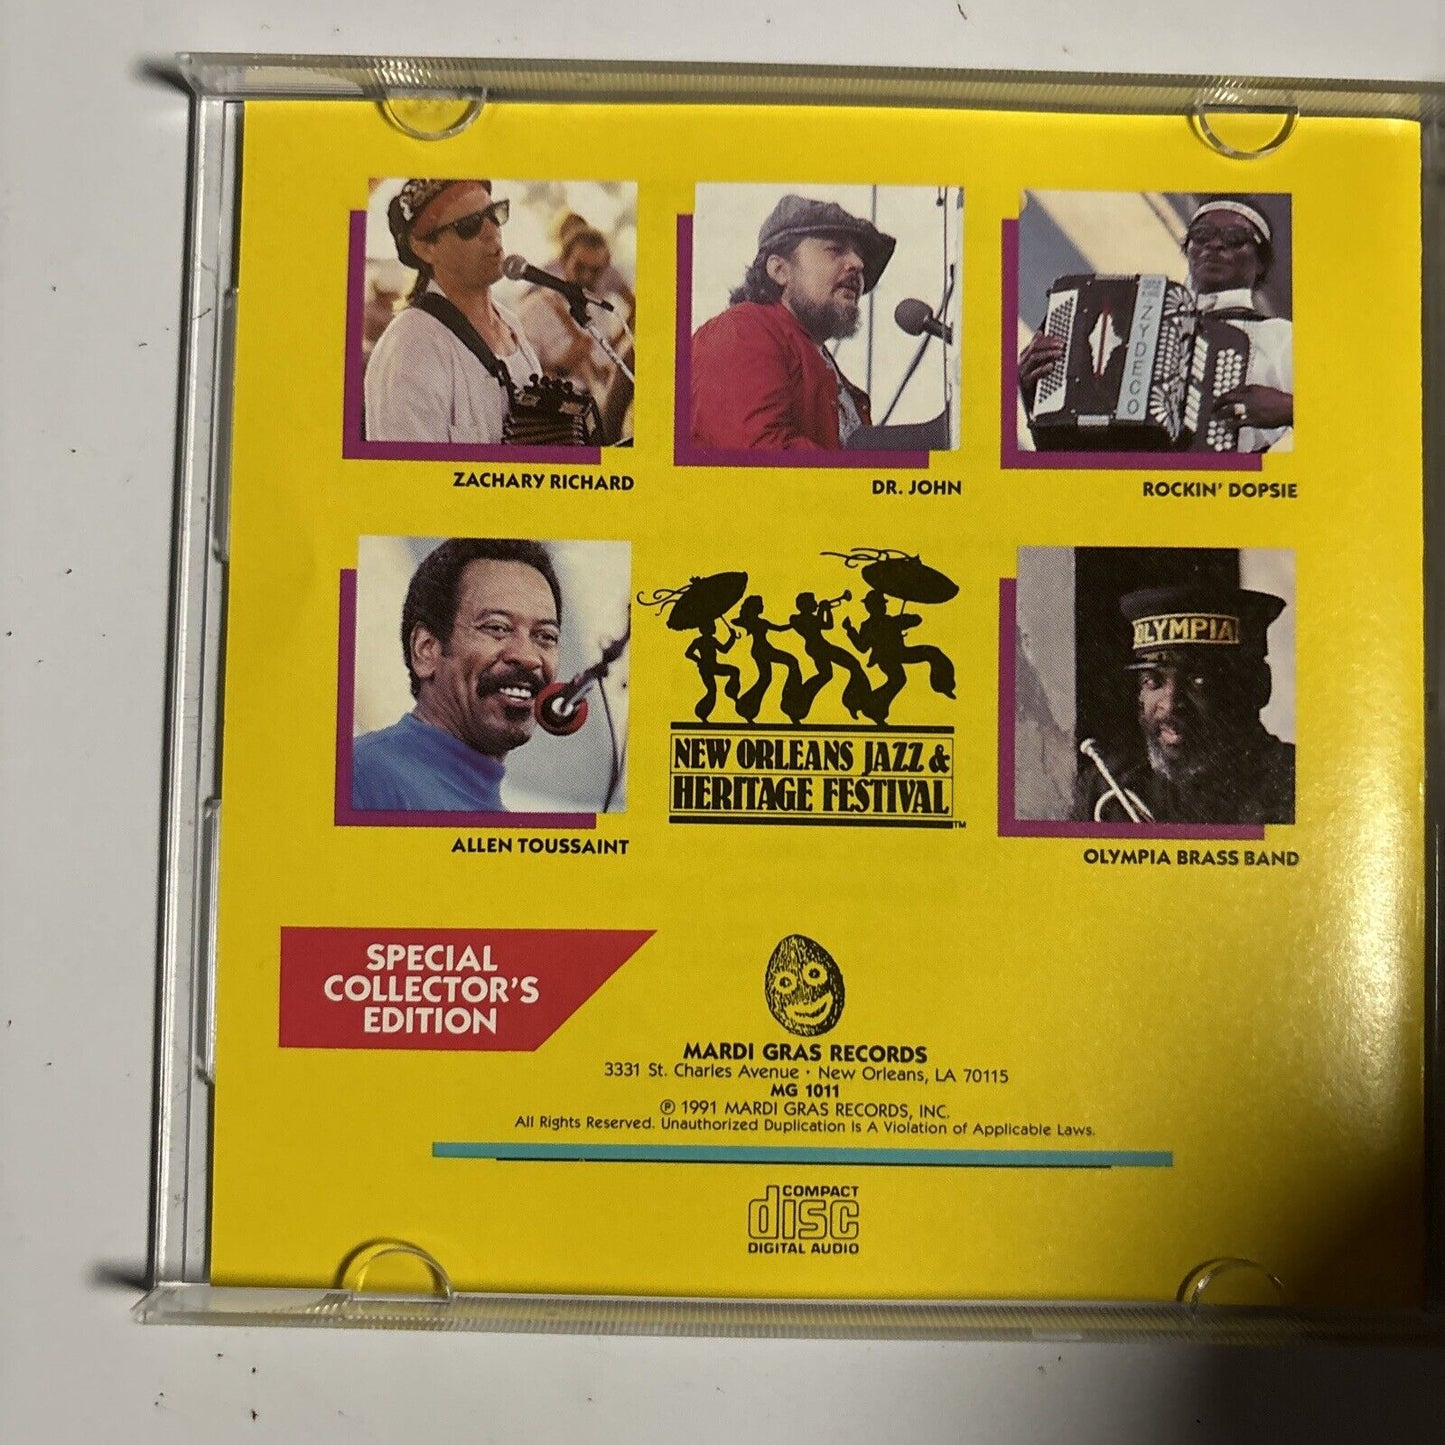 ZYDECO
ZACHARY RICHARD
DR. JOHN
ROCKIN' DOPSIE
OLYMPIA
NEW ORLEANS JAZZ &
HERITAGE FESTIVAL
TM
ALLEN TOUSSAINT
OLYMPIA BRASS BAND
SPECIAL
COLLECTOR'S
EDITION
MARDI GRAS RECORDS
3331 St. Charles Avenue · New Orleans, LA 70115
MG 1011
℗ 1991 MARDI GRAS RECORDS, INC.
All Rights Reserved. Unauthorized Duplication Is A Violation of Applicable Laws.
COMPACT
disc
DIGITAL AUDIO